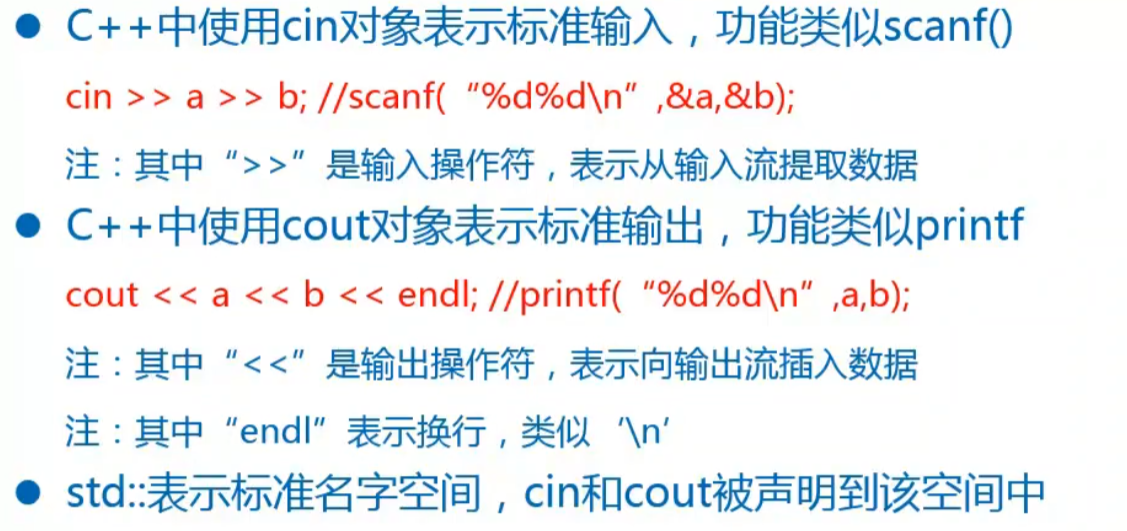 ● C++中使用cin对象表示标准输入，功能类似scanf()
cin >> a >> b; //scanf(“%d%d\n”,&a,&b);
注：其中“>>”是输入操作符，表示从输入流提取数据
● C++中使用cout对象表示标准输出，功能类似printf
cout << a << b << endl; //printf(“%d%d\n”,a,b);
注：其中“<<”是输出操作符，表示向输出流插入数据
注：其中“endl”表示换行，类似‘\n’
● std::表示标准名字空间，cin和cout被声明到该空间中